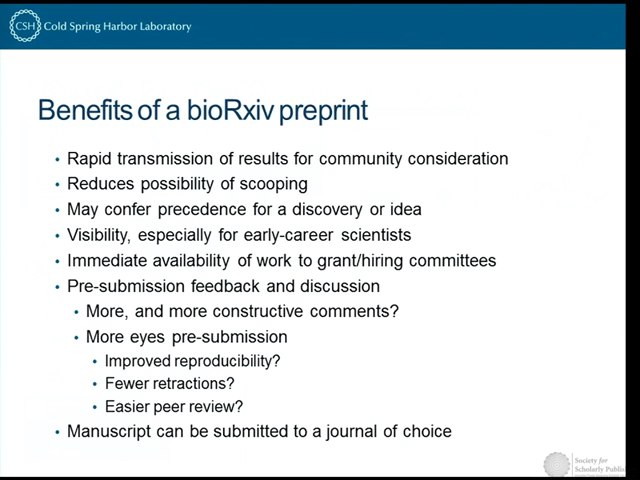 CSH Cold Spring Harbor Laboratory
Benefits of a bioRxiv preprint
• Rapid transmission of results for community consideration
• Reduces possibility of scooping
• May confer precedence for a discovery or idea
• Visibility, especially for early-career scientists
• Immediate availability of work to grant/hiring committees
• Pre-submission feedback and discussion
• More, and more constructive comments?
• More eyes pre-submission
• Improved reproducibility?
• Fewer retractions?
• Easier peer review?
• Manuscript can be submitted to a journal of choice
Society for
Scholarly Publis